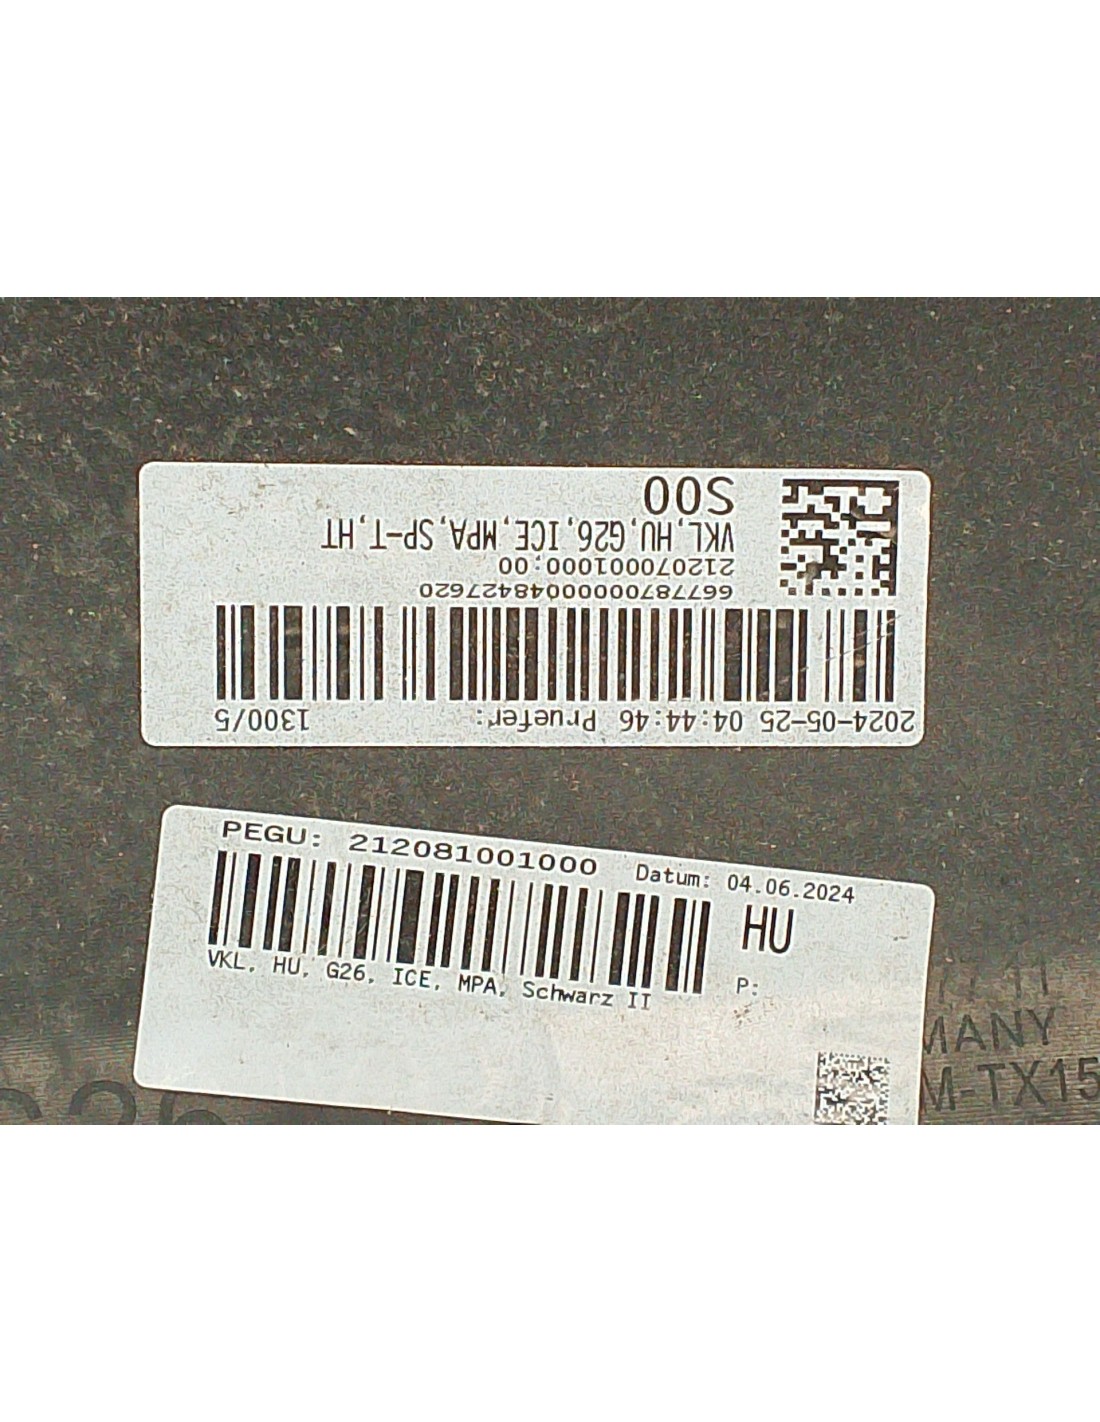 2024-05-25 04:44:46 Pruefer: 1300/5
66778700000048427620
212070001000;00
VKL,HU,G26,ICE,MPA,SP-T,HT
S00
PEGU: 212081001000 Datum: 04.06.2024
HU
VKL, HU, G26, ICE, MPA, Schwarz II
P:
MANY
M-TX15